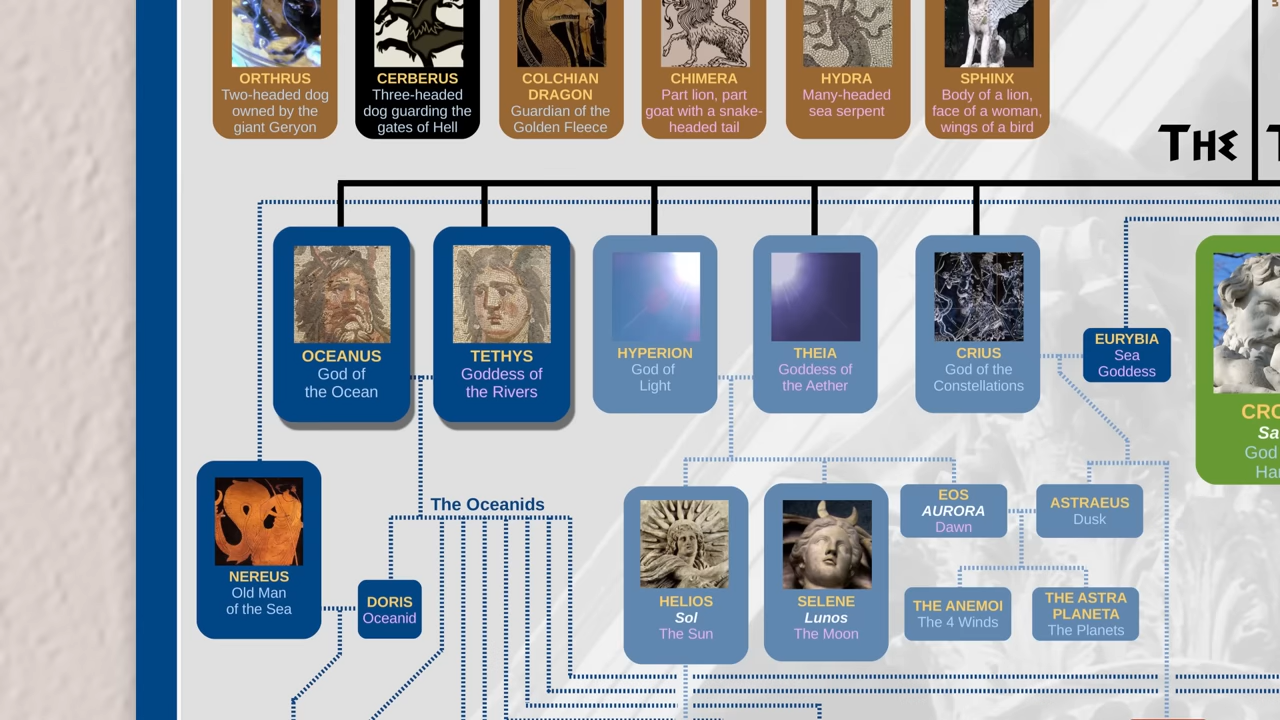 ORTHRUS
Two-headed dog
owned by the
giant Geryon
CERBERUS
Three-headed
dog guarding the
gates of Hell
COLCHIAN
DRAGON
Guardian of the
Golden Fleece
CHIMERA
Part lion, part
goat with a snake-
headed tail
HYDRA
Many-headed
sea serpent
SPHINX
Body of a lion,
face of a woman,
wings of a bird
THE
OCEANUS
God of
the Ocean
TETHYS
Goddess of
the Rivers
HYPERION
God of
Light
THEIA
Goddess of
the Aether
CRIUS
God of the
Constellations
EURYBIA
Sea
Goddess
CRO
Sa
God
Ha
NEREUS
Old Man
of the Sea
The Oceanids
DORIS
Oceanid
HELIOS
Sol
The Sun
SELENE
Lunos
The Moon
EOS
AURORA
Dawn
ASTRAEUS
Dusk
THE ANEMOI
The 4 Winds
THE ASTRA
PLANETA
The Planets